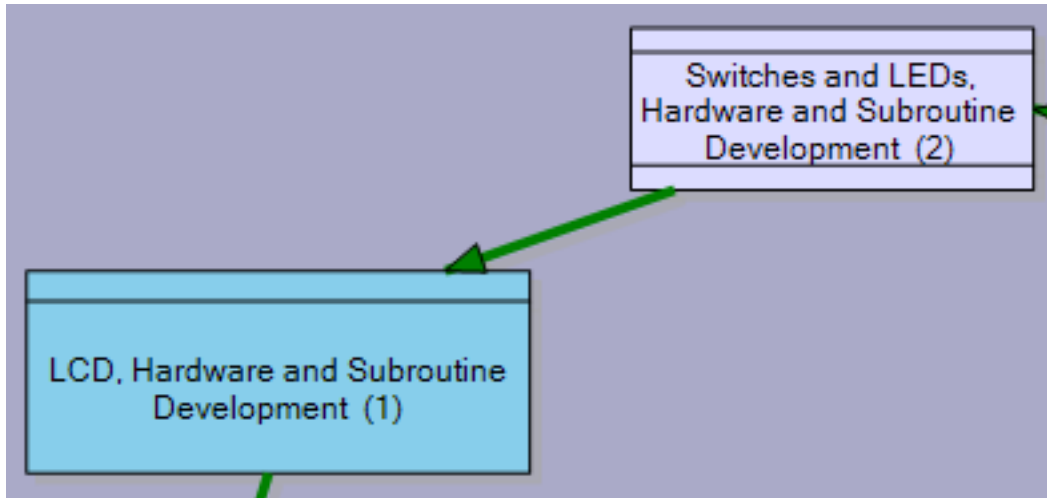 Switches and LEDs,
Hardware and Subroutine
Development (2)
LCD, Hardware and Subroutine
Development (1)